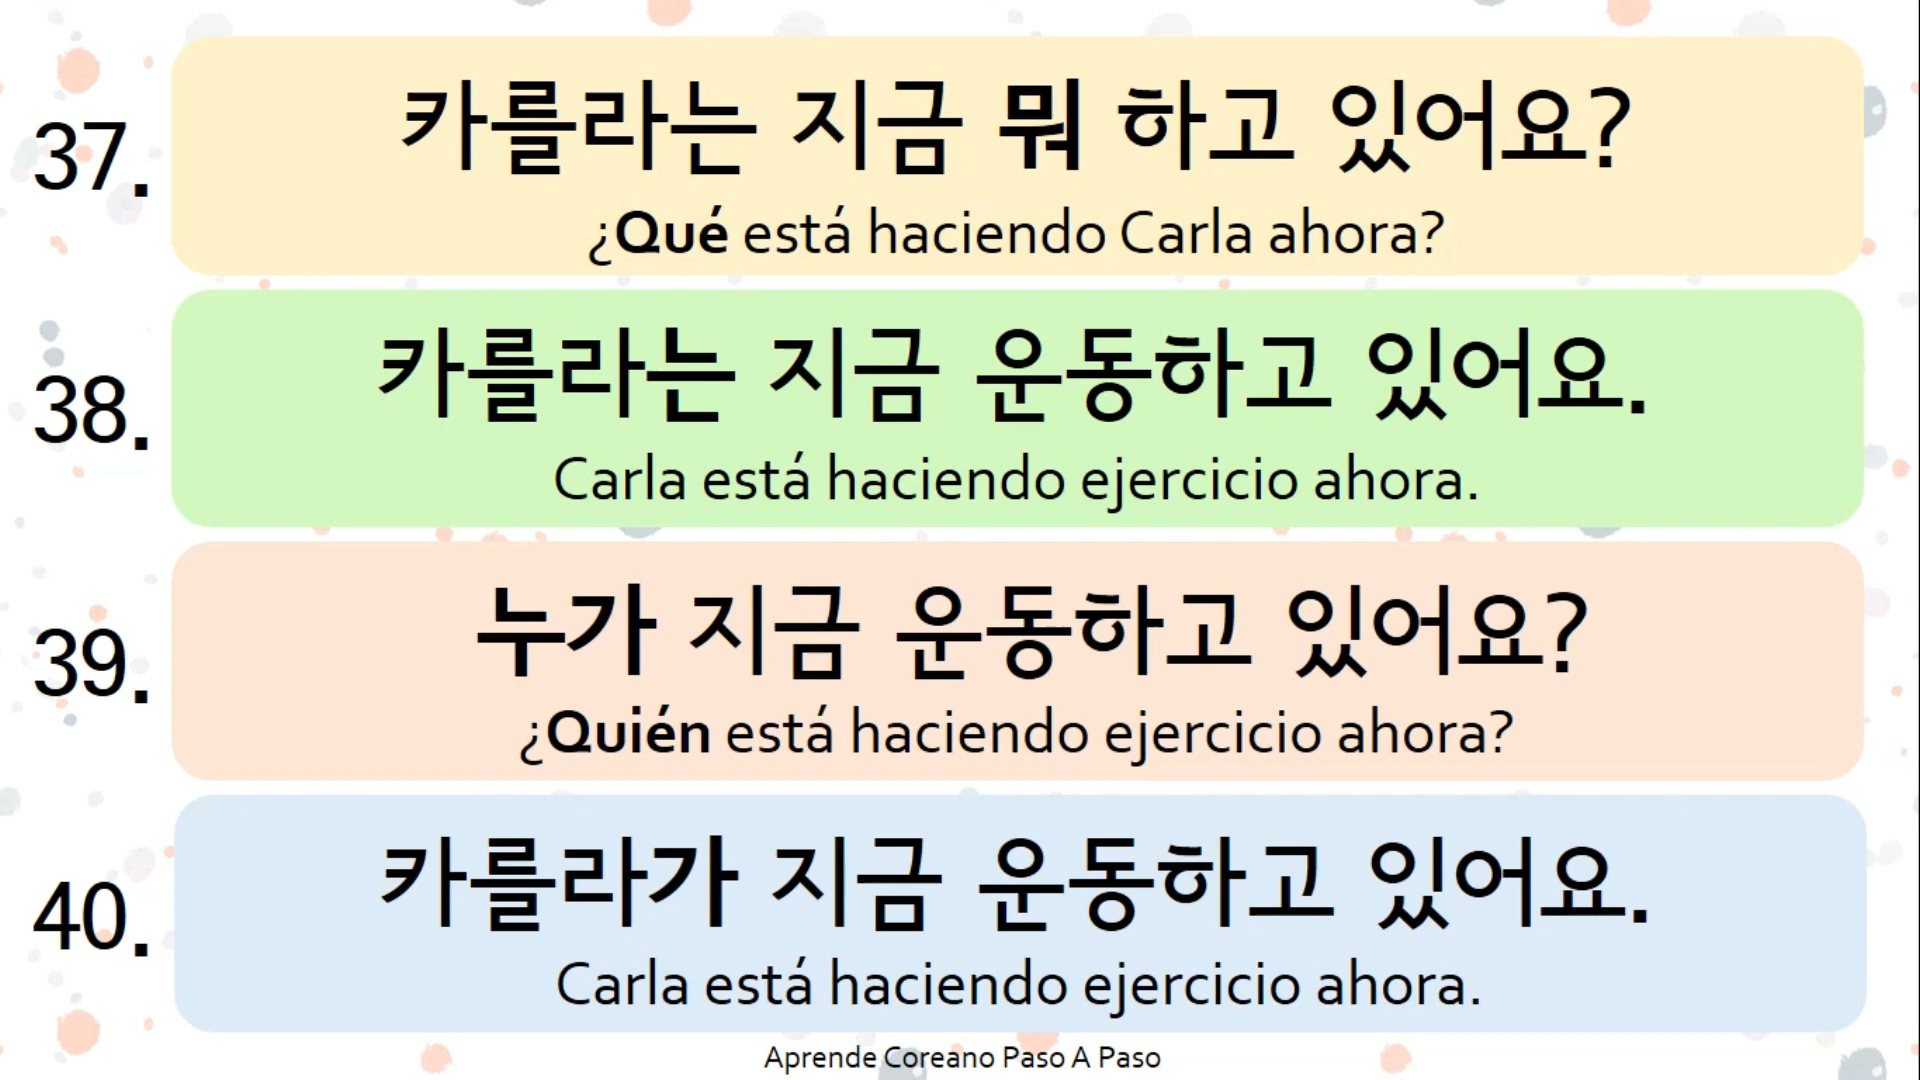 37. 카를라는 지금 뭐 하고 있어요?
¿Qué está haciendo Carla ahora?
38. 카를라는 지금 운동하고 있어요.
Carla está haciendo ejercicio ahora.
39. 누가 지금 운동하고 있어요?
¿Quién está haciendo ejercicio ahora?
40. 카를라가 지금 운동하고 있어요.
Carla está haciendo ejercicio ahora.
Aprende Coreano Paso A Paso